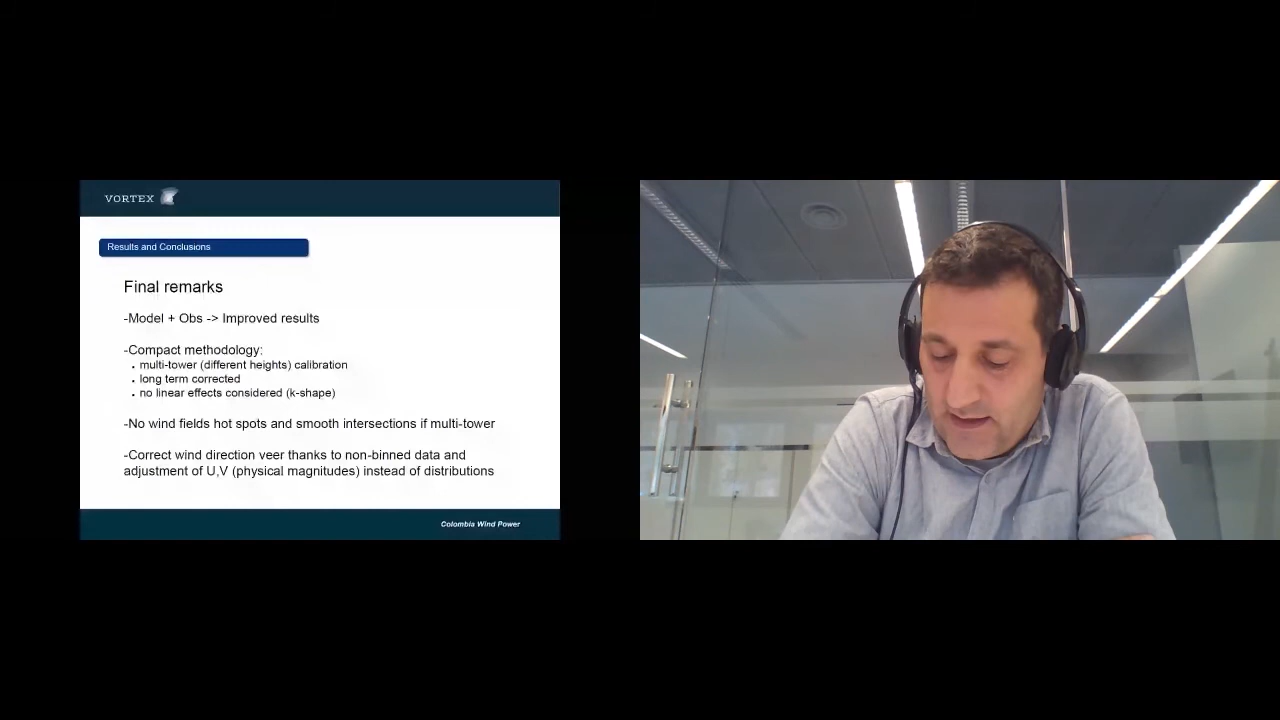 VORTEX
Results and Conclusions
Final remarks
-Model + Obs -> Improved results
-Compact methodology:
• multi-tower (different heights) calibration
• long term corrected
• no linear effects considered (k-shape)
-No wind fields hot spots and smooth intersections if multi-tower
-Correct wind direction veer thanks to non-binned data and
adjustment of U,V (physical magnitudes) instead of distributions
Colombia Wind Power